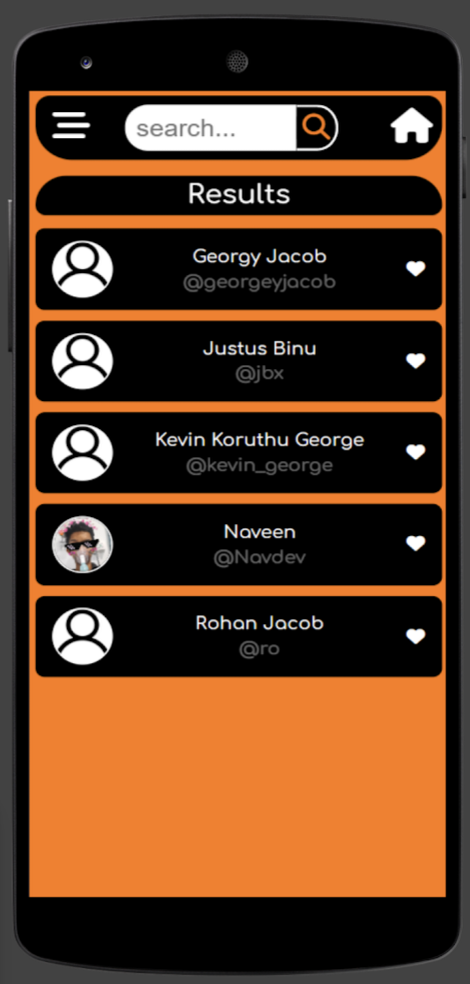 search...
Results
Georgy Jacob
@georgeyjacob
Justus Binu
@jbx
Kevin Koruthu George
@kevin_george
Naveen
@Navdev
Rohan Jacob
@ro